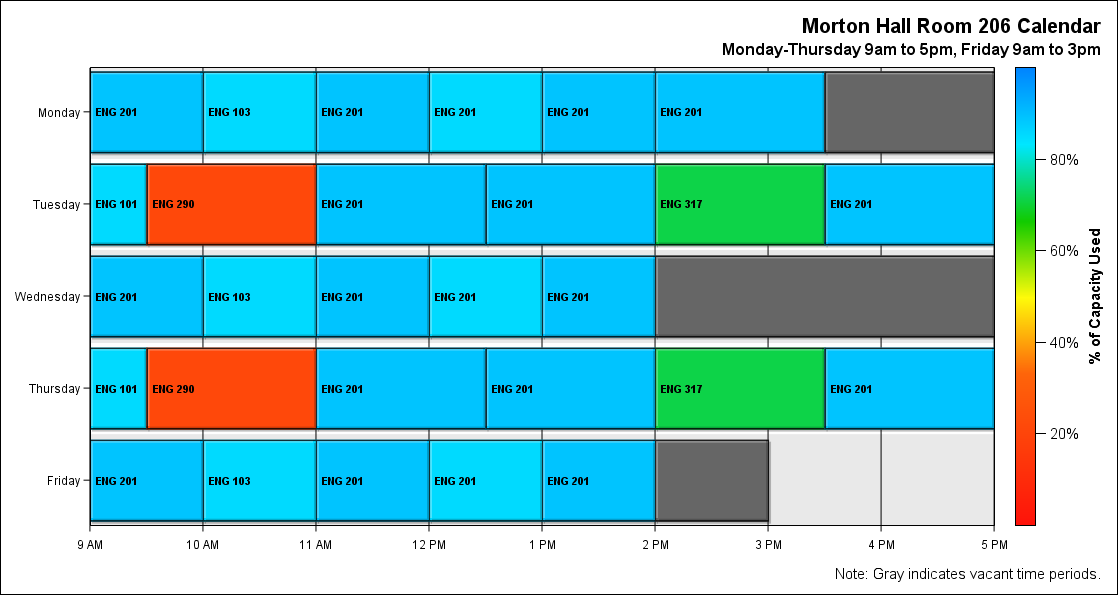 Morton Hall Room 206 Calendar
Monday-Thursday 9am to 5pm, Friday 9am to 3pm
Monday
ENG 201 ENG 103 ENG 201 ENG 201 ENG 201 ENG 201
Tuesday
ENG 101 ENG 290 ENG 201 ENG 201 ENG 317 ENG 201
Wednesday
ENG 201 ENG 103 ENG 201 ENG 201 ENG 201
Thursday
ENG 101 ENG 290 ENG 201 ENG 201 ENG 317 ENG 201
Friday
ENG 201 ENG 103 ENG 201 ENG 201 ENG 201
9 AM 10 AM 11 AM 12 PM 1 PM 2 PM 3 PM 4 PM 5 PM
80%
60%
40%
20%
% of Capacity Used
Note: Gray indicates vacant time periods.